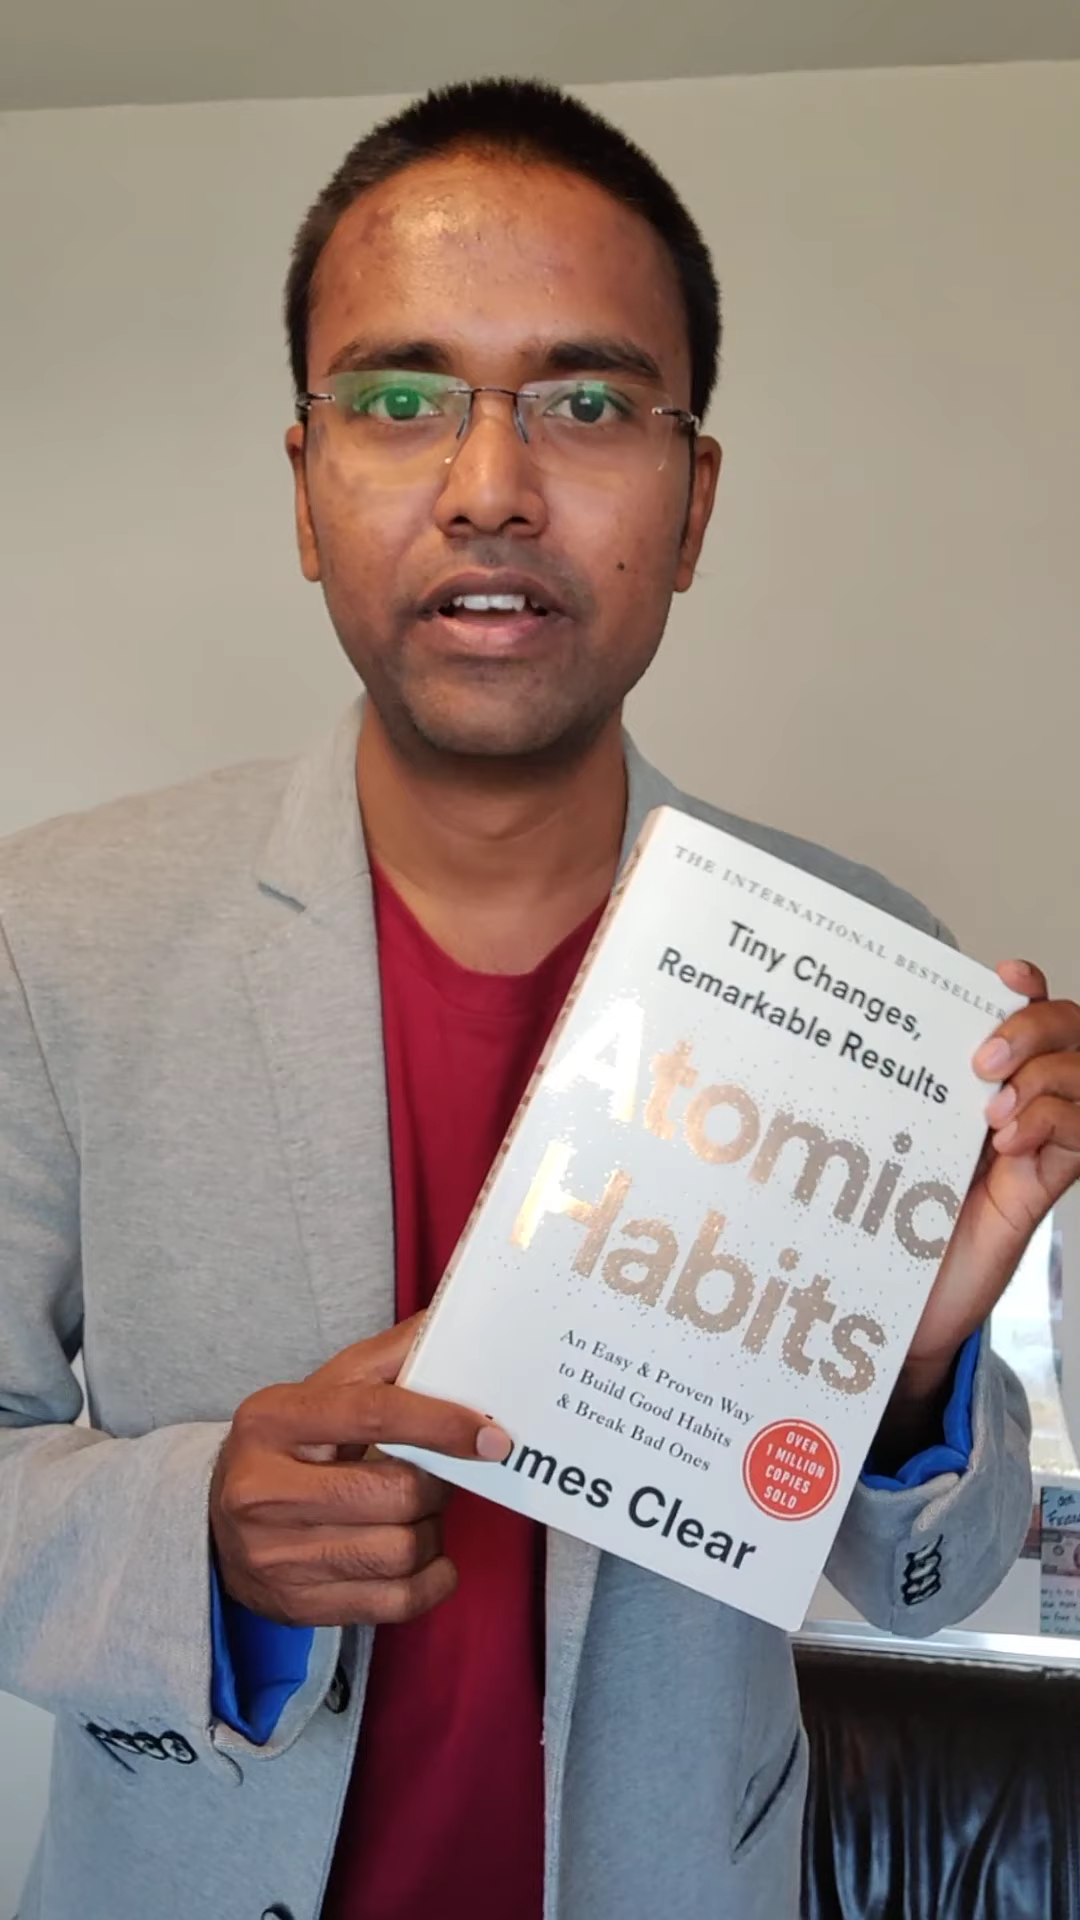 THE INTERNATIONAL BESTSELLER
Tiny Changes,
Remarkable Results
Atomic
Habits
An Easy & Proven Way
to Build Good Habits
& Break Bad Ones
OVER
1 MILLION
COPIES
SOLD
ames Clear